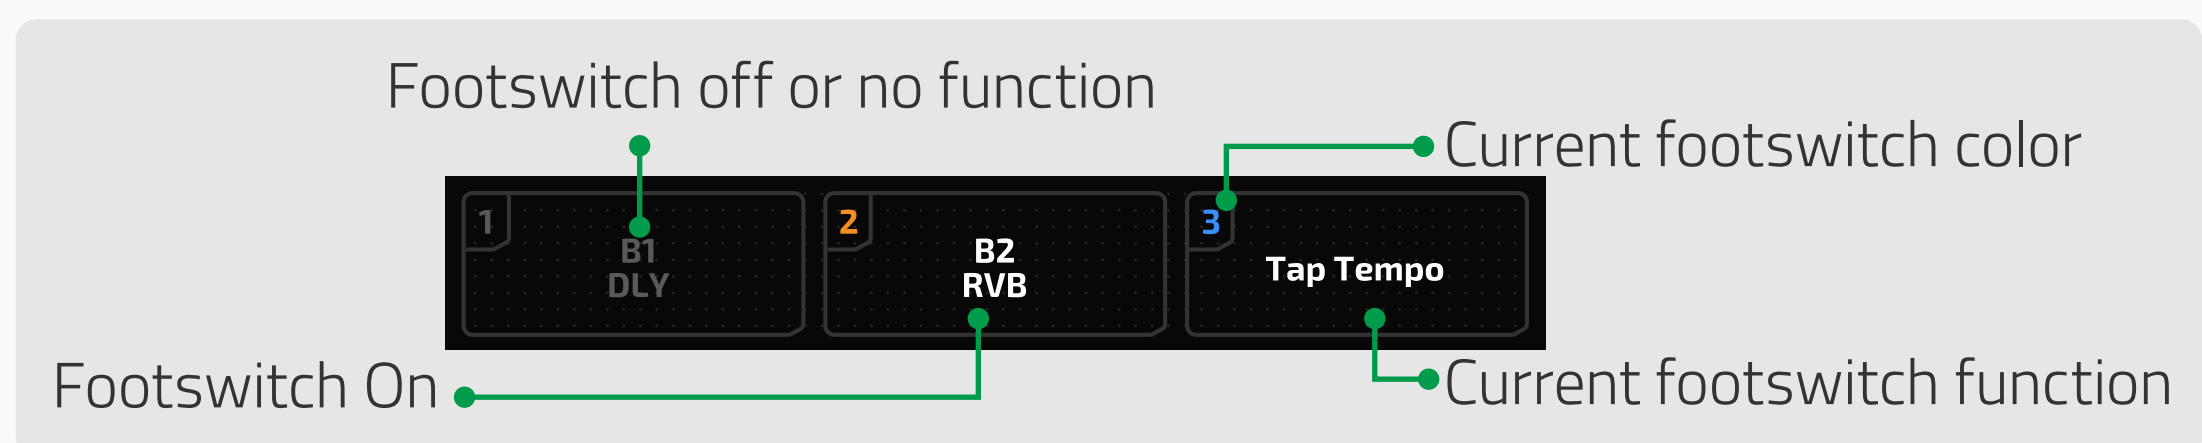 Footswitch off or no function
Current footswitch color
1
B1
DLY
2
B2
RVB
3
Tap Tempo
Footswitch On
Current footswitch function